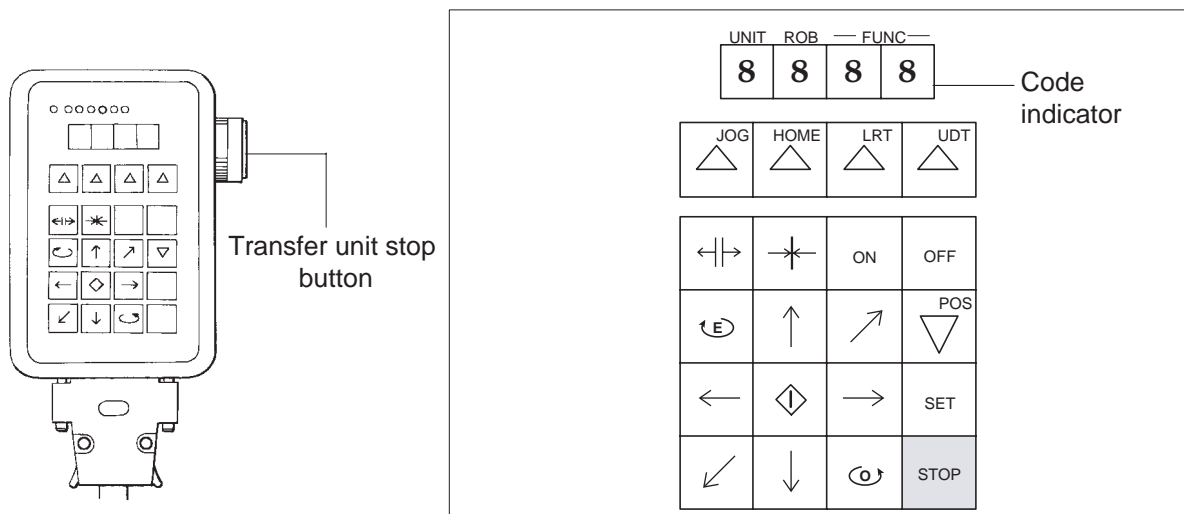 Transfer unit stop
button
UNIT ROB FUNC
8 8 8 8
Code
indicator
JOG HOME LRT UDT
ON OFF
E POS
SET
O STOP